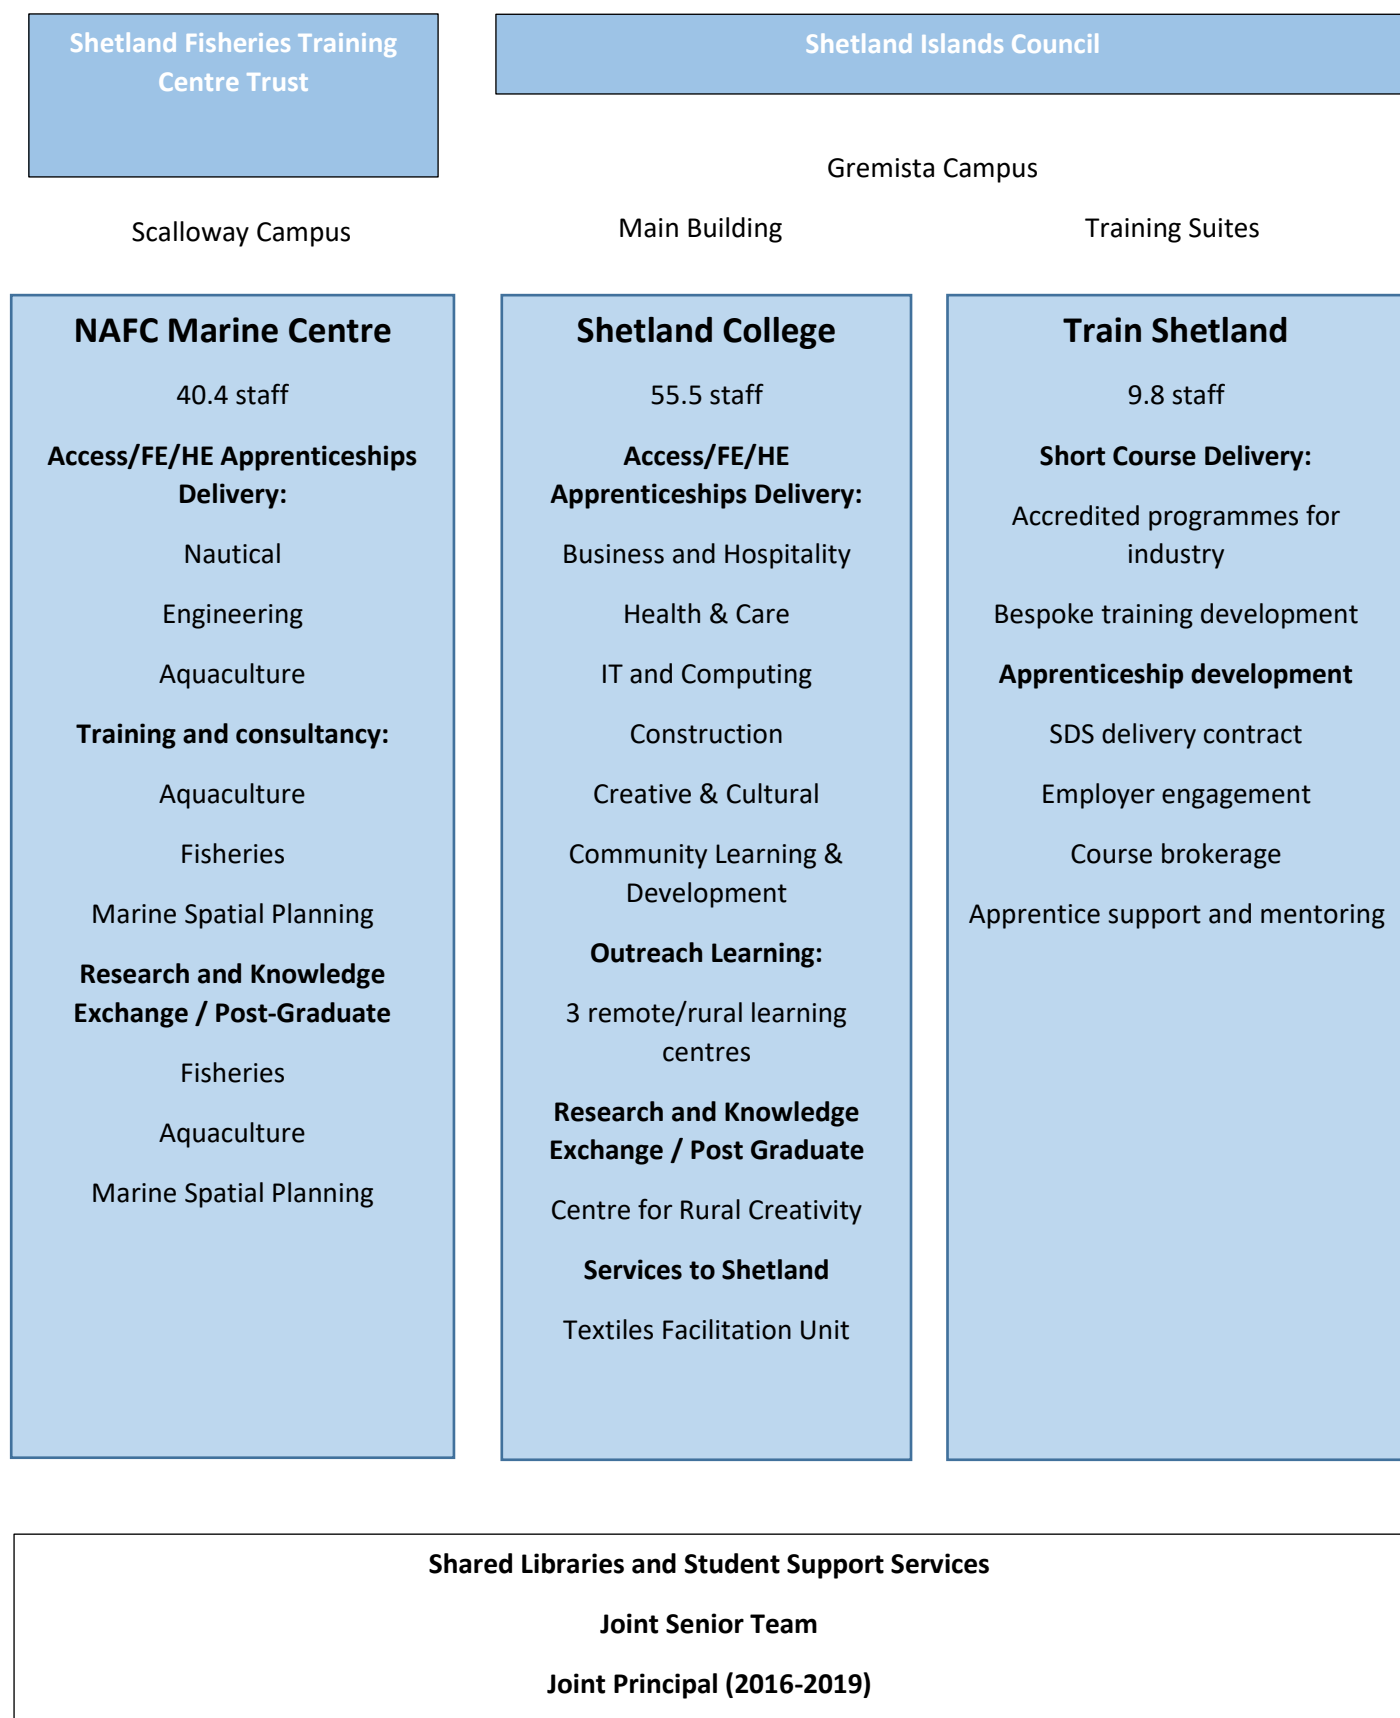 Shetland Fisheries Training
Centre Trust
Shetland Islands Council
Gremista Campus
Scalloway Campus
Main Building
Training Suites
NAFC Marine Centre
40.4 staff
Access/FE/HE Apprenticeships
Delivery:
Nautical
Engineering
Aquaculture
Training and consultancy:
Aquaculture
Fisheries
Marine Spatial Planning
Research and Knowledge
Exchange / Post-Graduate
Fisheries
Aquaculture
Marine Spatial Planning
Shetland College
55.5 staff
Access/FE/HE
Apprenticeships Delivery:
Business and Hospitality
Health & Care
IT and Computing
Construction
Creative & Cultural
Community Learning &
Development
Outreach Learning:
3 remote/rural learning
centres
Research and Knowledge
Exchange / Post Graduate
Centre for Rural Creativity
Services to Shetland
Textiles Facilitation Unit
Train Shetland
9.8 staff
Short Course Delivery:
Accredited programmes for
industry
Bespoke training development
Apprenticeship development
SDS delivery contract
Employer engagement
Course brokerage
Apprentice support and mentoring
Shared Libraries and Student Support Services
Joint Senior Team
Joint Principal (2016-2019)